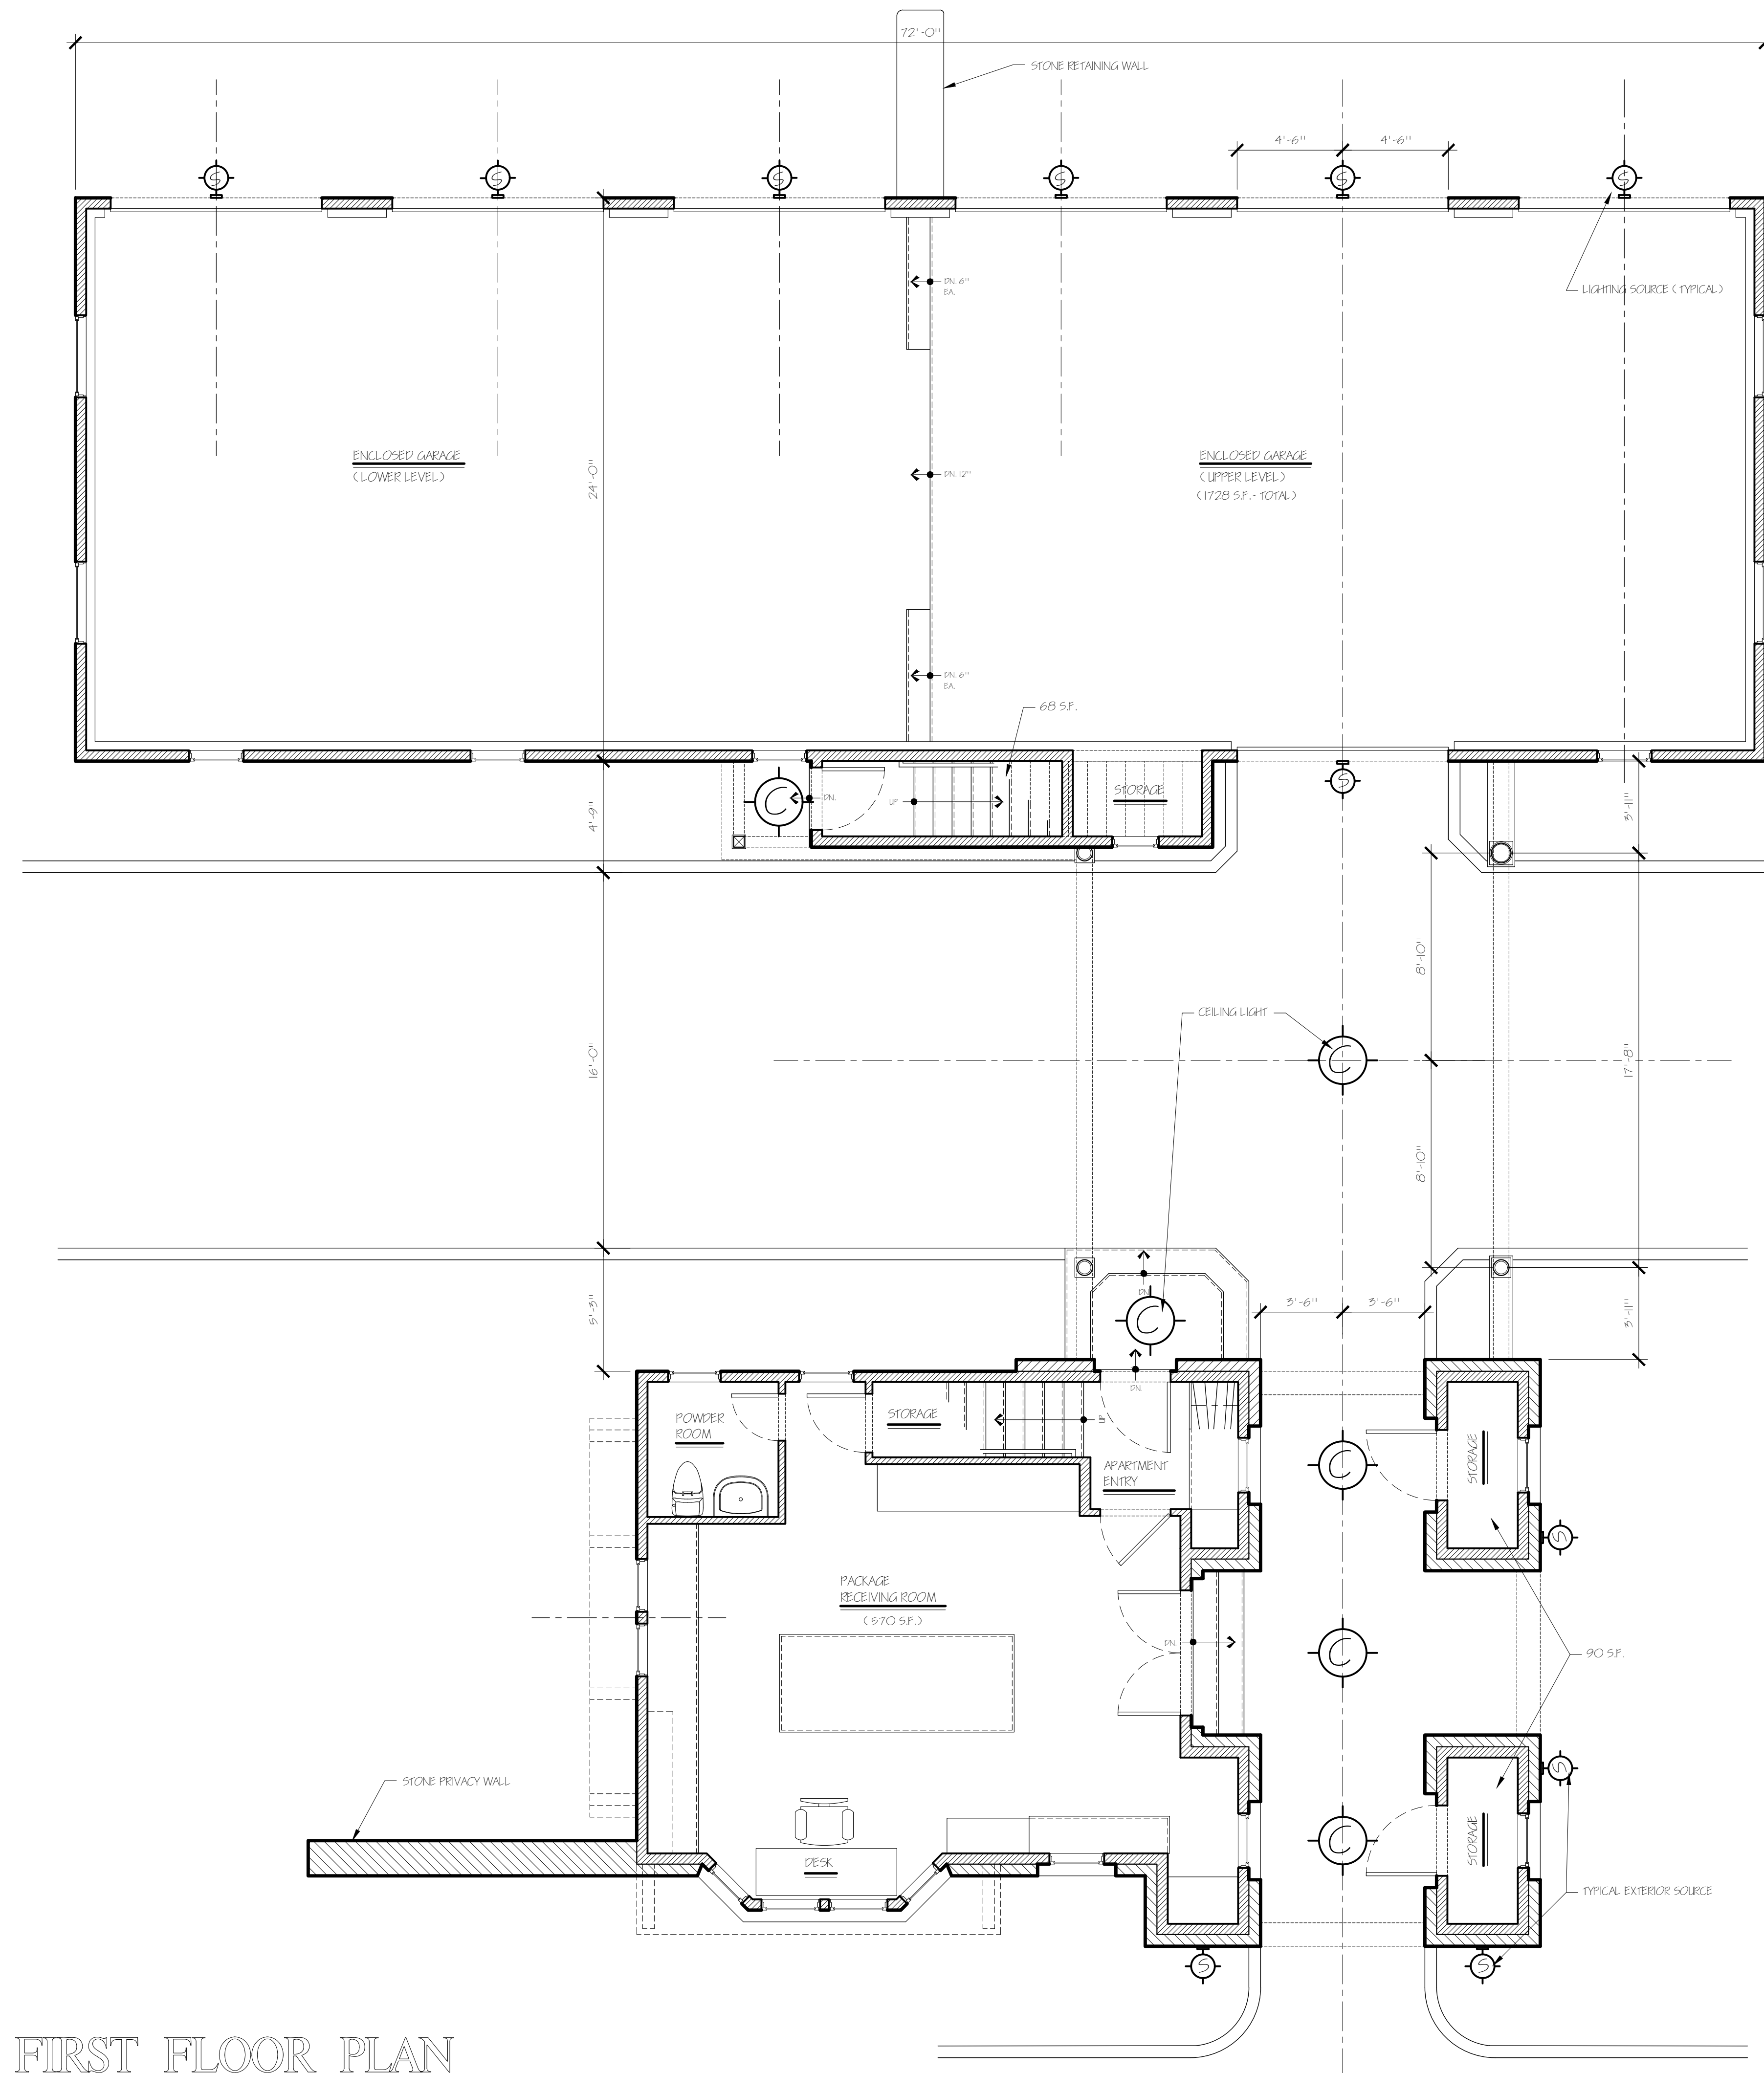 72'-0"
STONE RETAINING WALL
4'-6"
4'-6"
S
S
S
S
S
S
DN. 6"
EA.
LIGHTING SOURCE (TYPICAL)
ENCLOSED GARAGE
(LOWER LEVEL)
24'-0"
DN. 12"
ENCLOSED GARAGE
(UPPER LEVEL)
(1728 S.F.- TOTAL)
DN. 6"
EA.
68 S.F.
C
DN.
UP
STORAGE
S
4'-9"
3'-11"
8'-10"
CEILING LIGHT
C
16'-0"
17'-8"
8'-10"
DN.
C
5'-3"
3'-6"
3'-6"
3'-11"
DN.
POWDER
ROOM
STORAGE
UP
APARTMENT
ENTRY
C
STORAGE
S
PACKAGE
RECEIVING ROOM
(570 S.F.)
DN.
C
90 S.F.
STONE PRIVACY WALL
S
DESK
C
STORAGE
TYPICAL EXTERIOR SOURCE
S
S
FIRST FLOOR PLAN